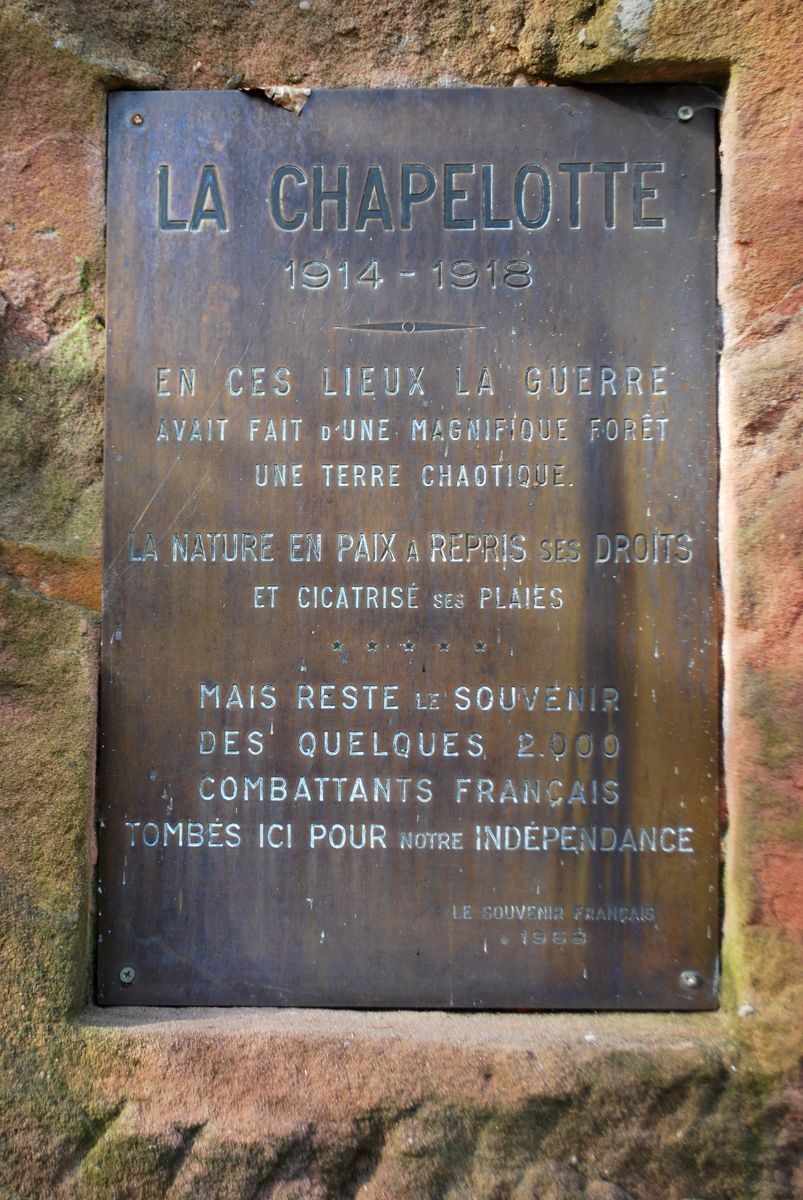 LA CHAPELOTTE
1914 - 1918
EN CES LIEUX LA GUERRE
AVAIT FAIT D'UNE MAGNIFIQUE FORÊT
UNE TERRE CHAOTIQUE.
LA NATURE EN PAIX A REPRIS SES DROITS
ET CICATRISÉ SES PLAIES
★ ★ ★ ★ ★
MAIS RESTE LE SOUVENIR
DES QUELQUES 2.000
COMBATTANTS FRANÇAIS
TOMBÉS ICI POUR NOTRE INDÉPENDANCE
LE SOUVENIR FRANÇAIS